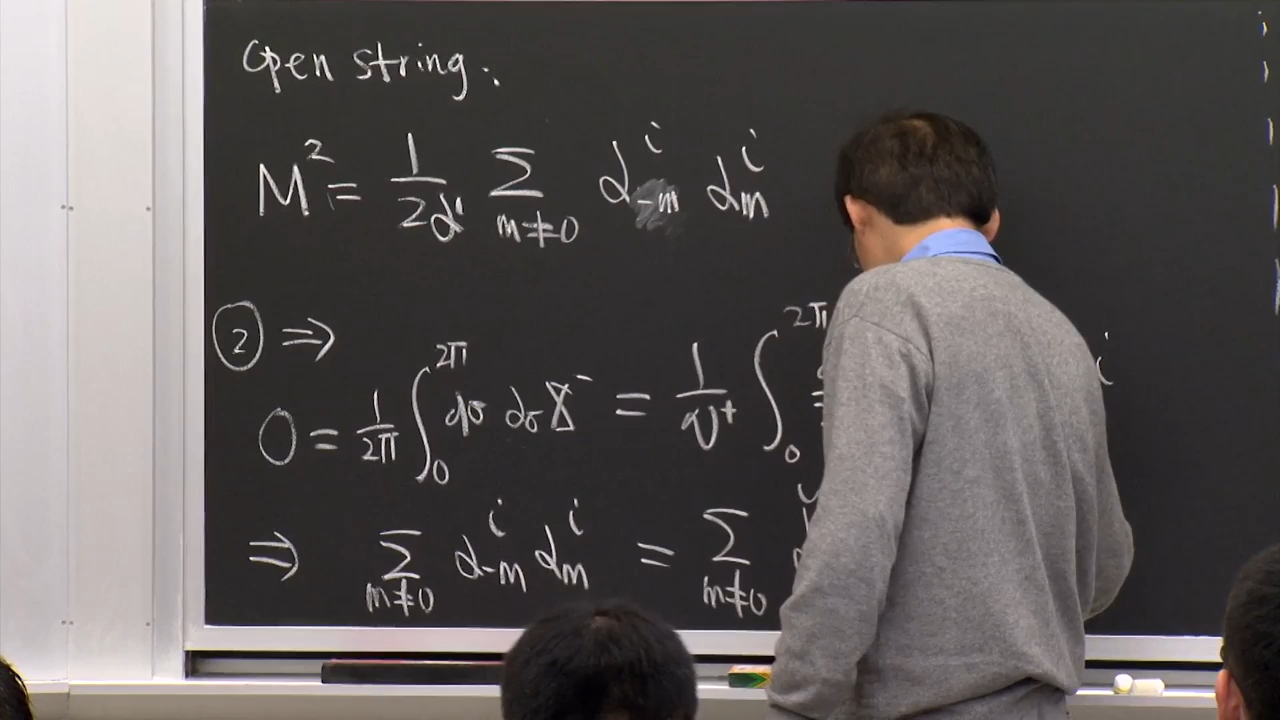 Open string:
M² = 1/2α' Σ_{m≠0} α^i_{-m} α^i_m
② ⇒
0 = 1/2π ∫_0^{2π} dσ ∂_σ X^- = 1/v^+ ∫_0^{2π} i
⇒ Σ_{m≠0} α^i_{-m} α^i_m = Σ_{m≠0}